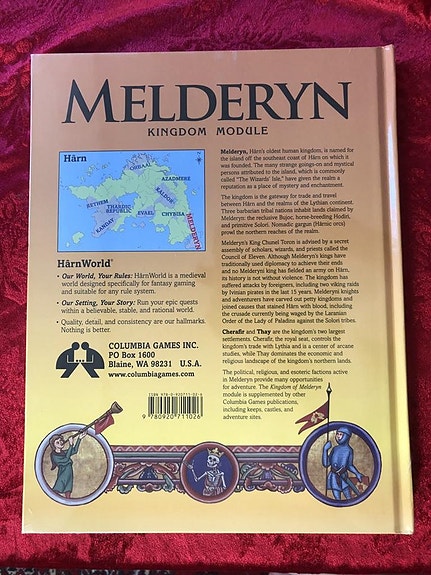 MELDERYN
KINGDOM MODULE
Hârn
ORBAAL
AZADMERE
RETHEM
THARDIC
REPUBLIC
KALDOR
KANDAY
EVAEL
CHYBISA
MELDERYN
HârnWorld®
• Our World, Your Rules: HârnWorld is a medieval
world designed specifically for fantasy gaming
and suitable for any rule system.
• Our Setting, Your Story: Run your epic quests
within a believable, stable, and rational world.
• Quality, detail, and consistency are our hallmarks.
Nothing is better.
COLUMBIA GAMES INC.
PO Box 1600
Blaine, WA 98231 U.S.A.
www.columbiagames.com
ISBN 978-0-920711-02-6
9 780920 711026
Melderyn, Hârn's oldest human kingdom, is named for
the island off the southeast coast of Hârn on which it
was founded. The many strange goings-on and mystical
persons attributed to the island, which is commonly
called "The Wizards' Isle," have given the realm a
reputation as a place of mystery and enchantment.
The kingdom is the gateway for trade and travel
between Hârn and the realms of the Lythian continent.
Three barbarian tribal nations inhabit lands claimed by
Melderyn: the reclusive Bujoc, horse-breeding Hodiri,
and primitive Solori. Nomadic gargun (Hârnic orcs)
prowl the northern reaches of the realm.
Melderyn's King Chunel Toron is advised by a secret
assembly of scholars, wizards, and priests called the
Council of Eleven. Although Melderyn's kings have
traditionally used diplomacy to achieve their ends
and no Melderyni king has fielded an army on Hârn,
its history is not without violence. The kingdom has
suffered attacks by foreigners, including two viking raids
by Ivinian pirates in the last 15 years. Melderyni knights
and adventurers have carved out petty kingdoms and
joined causes that stained Hârn with blood, including
the crusade currently being waged by the Laranian
Order of the Lady of Paladins against the Solori tribes.
Cherafir and Thay are the kingdom's two largest
settlements. Cherafir, the royal seat, controls the
kingdom's trade with Lythia and is a center of arcane
studies, while Thay dominates the economic and
religious landscape of the kingdom's northern lands.
The political, religious, and esoteric factions active
in Melderyn provide many opportunities
for adventure. The Kingdom of Melderyn
module is supplemented by other
Columbia Games publications,
including keeps, castles, and
adventure sites.